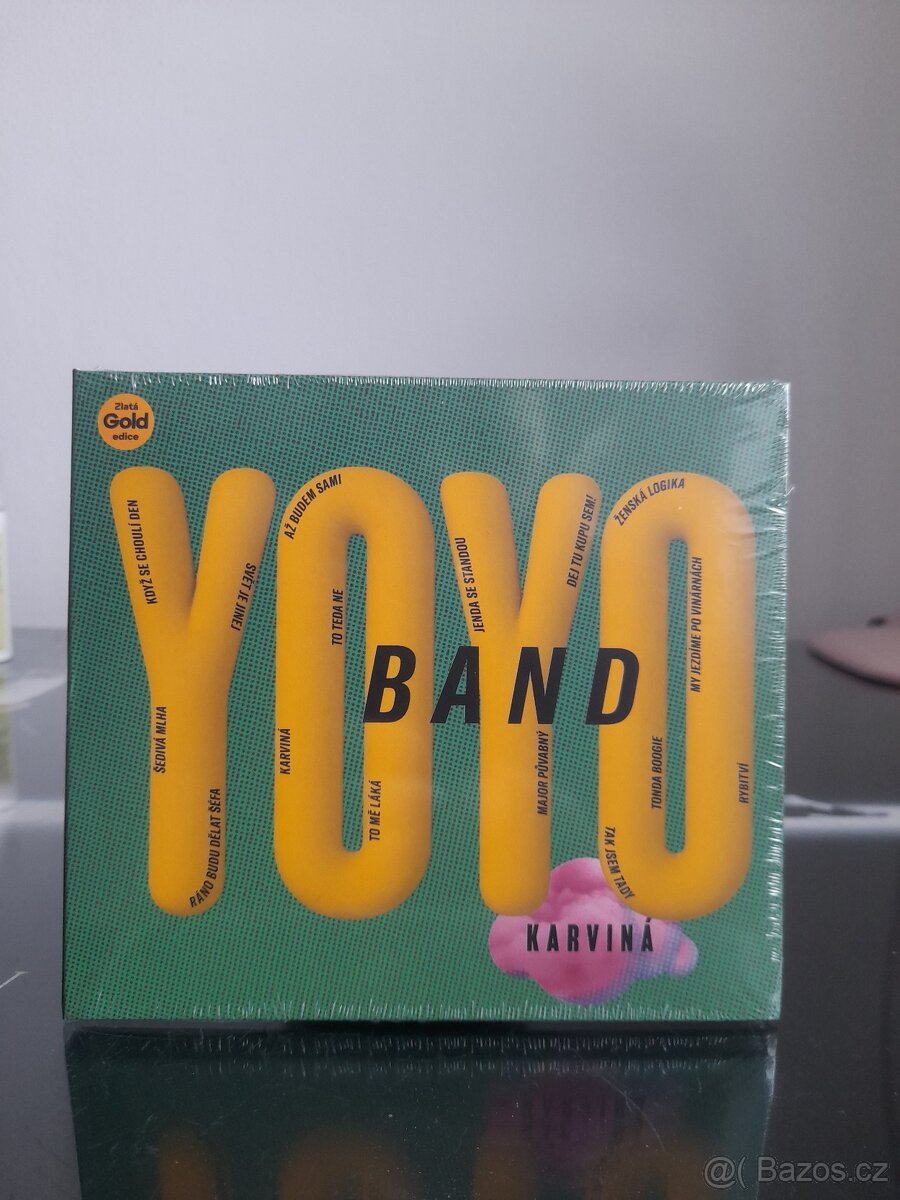 Zlatá
Gold
edice
YOYO
BAND
KDYŽ SE CHOULÍ DEN
SVĚT JE JINEJ
ŠEDIVÁ MLHA
RÁNO BUDU DĚLAT ŠÉFA
AŽ BUDEM SAMI
TO TEDA NE
KARVINÁ
TO MĚ LÁKÁ
JENDA SE STANDOU
DEJ TU KUPU SEM!
MAJOR PŮVABNÝ
ŽENSKÁ LOGIKA
MY JEZDÍME PO VINÁRNÁCH
TONDA BOOGIE
RYBITVÍ
TAK JSEM TADY
KARVINÁ
@( Bazos.cz